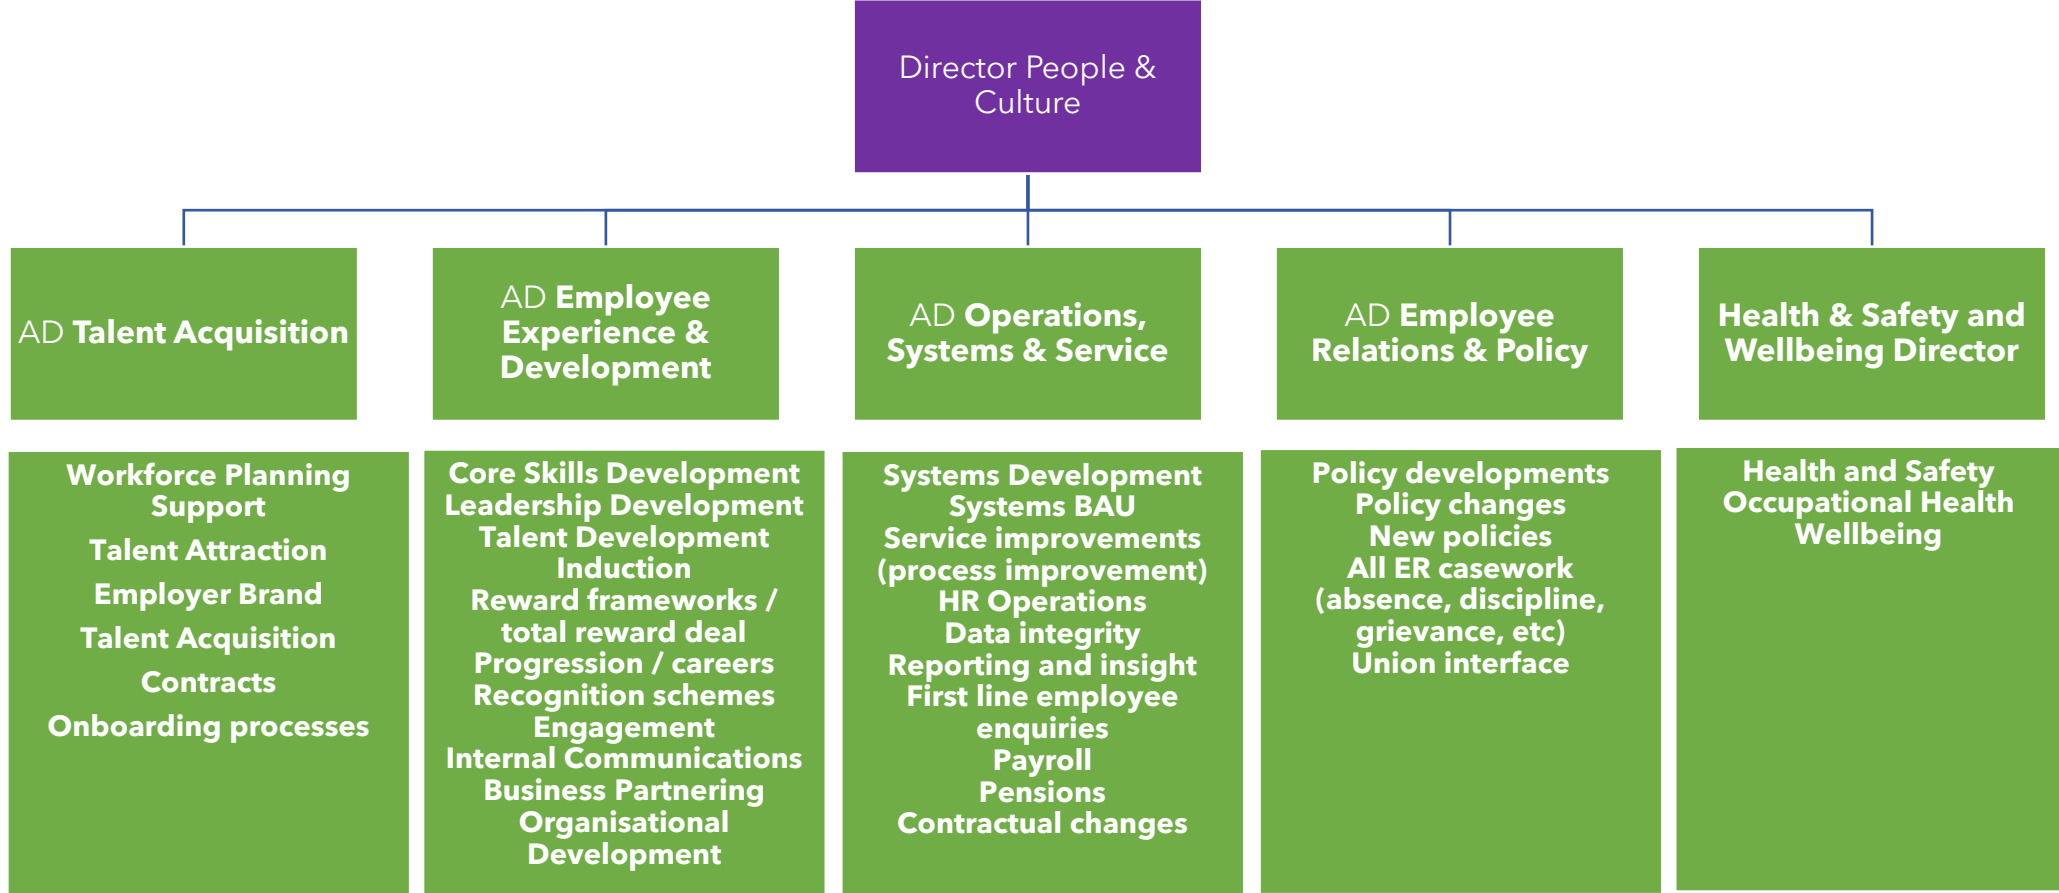 Director People &
Culture
AD Talent Acquisition
AD Employee
Experience &
Development
AD Operations,
Systems & Service
AD Employee
Relations & Policy
Health & Safety and
Wellbeing Director
Workforce Planning
Support
Talent Attraction
Employer Brand
Talent Acquisition
Contracts
Onboarding processes
Core Skills Development
Leadership Development
Talent Development
Induction
Reward frameworks /
total reward deal
Progression / careers
Recognition schemes
Engagement
Internal Communications
Business Partnering
Organisational
Development
Systems Development
Systems BAU
Service improvements
(process improvement)
HR Operations
Data integrity
Reporting and insight
First line employee
enquiries
Payroll
Pensions
Contractual changes
Policy developments
Policy changes
New policies
All ER casework
(absence, discipline,
grievance, etc)
Union interface
Health and Safety
Occupational Health
Wellbeing